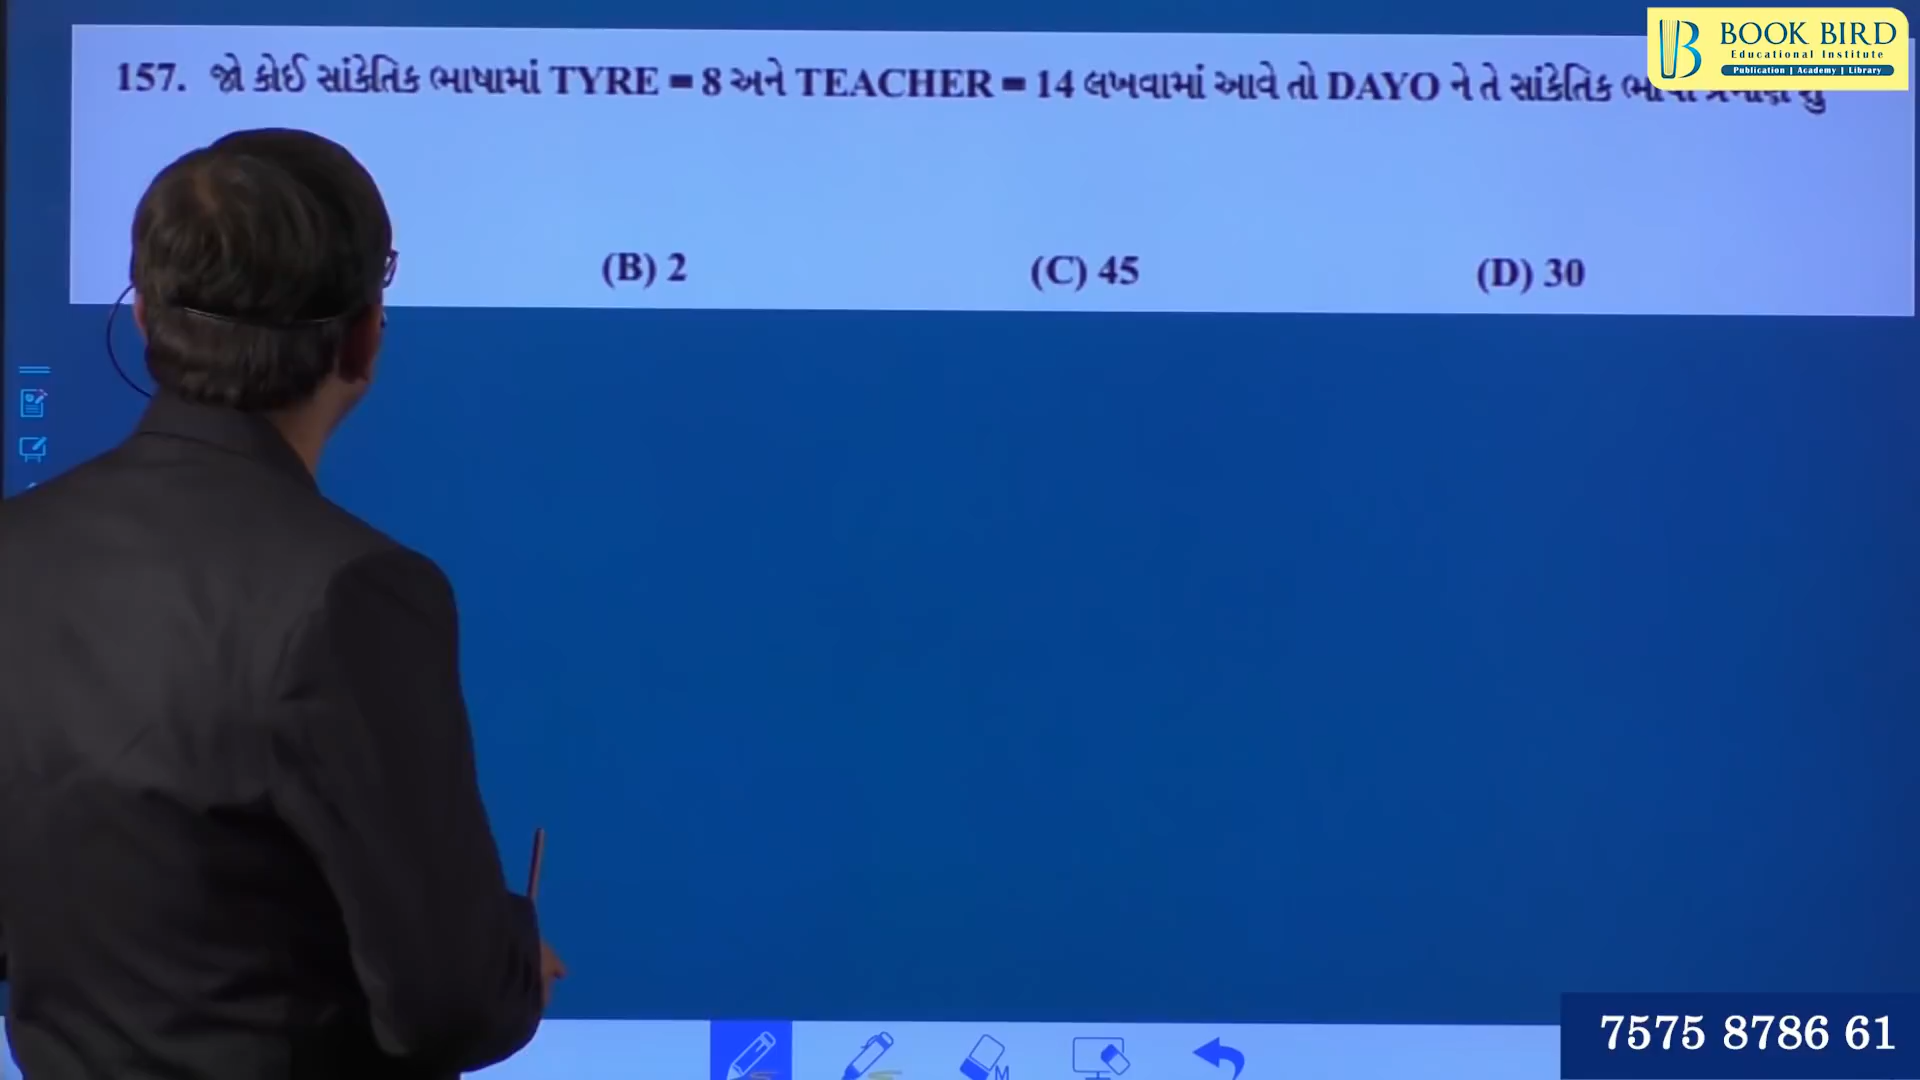 157. જો કોઈ સાંકેતિક ભાષામાં TYRE = 8 અને TEACHER = 14 લખવામાં આવે તો DAYO ને તે સાંકેતિક
(B) 2
(C) 45
(D) 30
BOOK BIRD
Educational Institute
Publication | Academy | Library
M
7575 8786 61